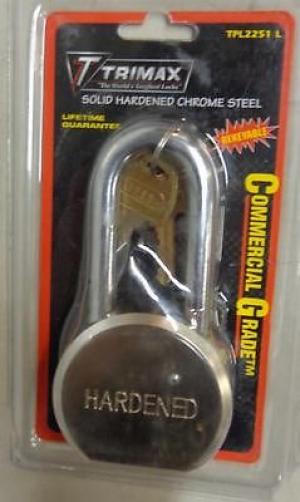 TPL2251 L
TRIMAX
"The World's Toughest Locks"
SOLID HARDENED CHROME STEEL
LIFETIME
GUARANTEE
REKEYABLE
COMMERCIAL GRADE™
HARDENED